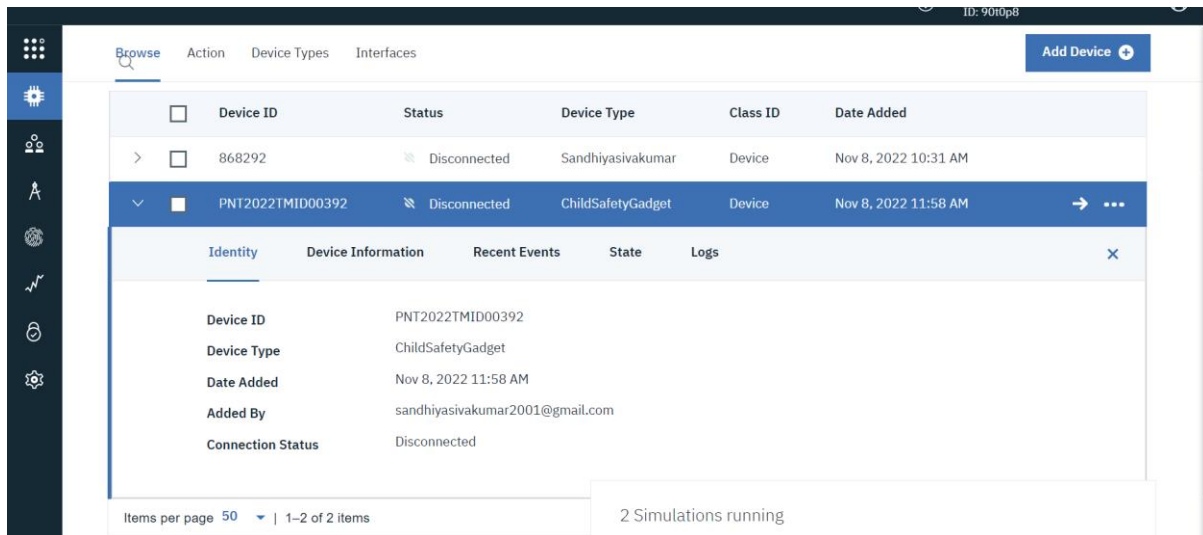 ID: 90t0p8
Browse Action Device Types Interfaces Add Device
Device ID Status Device Type Class ID Date Added
868292 Disconnected Sandhiyasivakumar Device Nov 8, 2022 10:31 AM
PNT2022TMID00392 Disconnected ChildSafetyGadget Device Nov 8, 2022 11:58 AM
Identity Device Information Recent Events State Logs
Device ID PNT2022TMID00392
Device Type ChildSafetyGadget
Date Added Nov 8, 2022 11:58 AM
Added By sandhiyasivakumar2001@gmail.com
Connection Status Disconnected
Items per page 50 | 1–2 of 2 items
2 Simulations running